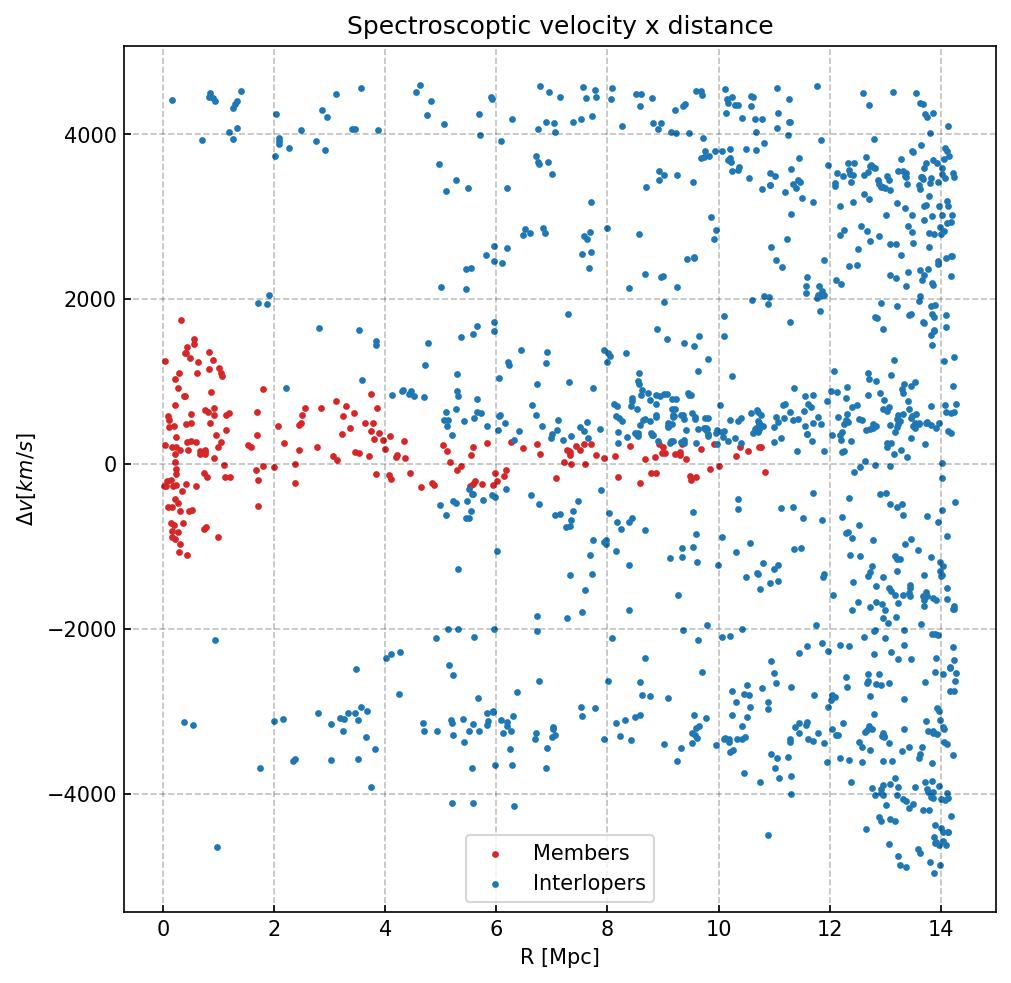 Spectroscoptic velocity x distance
4000
2000
0
−2000
−4000
Δv[km/s]
Members
Interlopers
0 2 4 6 8 10 12 14
R [Mpc]